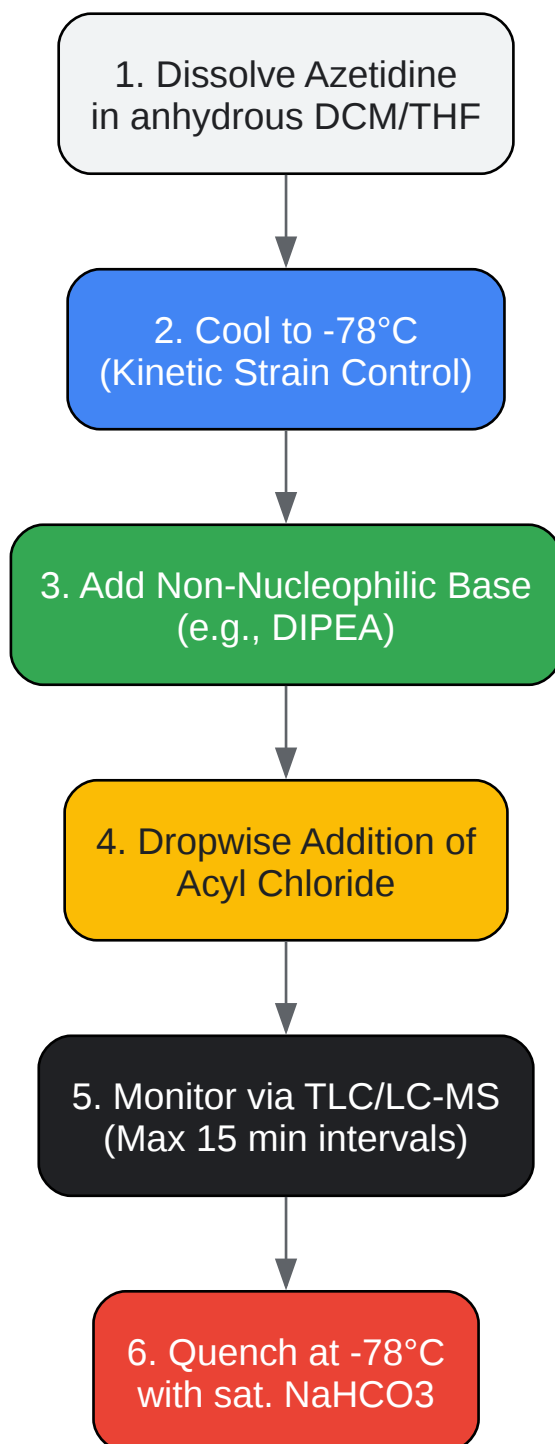 1. Dissolve Azetidine
in anhydrous DCM/THF
2. Cool to -78°C
(Kinetic Strain Control)
3. Add Non-Nucleophilic Base
(e.g., DIPEA)
4. Dropwise Addition of
Acyl Chloride
5. Monitor via TLC/LC-MS
(Max 15 min intervals)
6. Quench at -78°C
with sat. NaHCO3